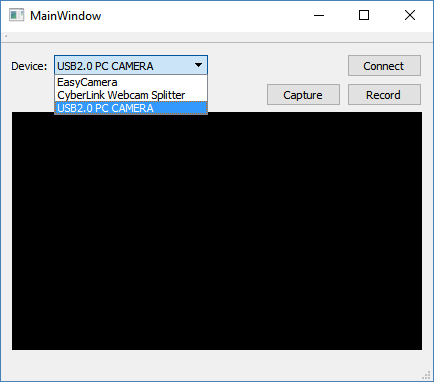 MainWindow
Device: USB2.0 PC CAMERA Connect
EasyCamera
CyberLink Webcam Splitter Capture Record
USB2.0 PC CAMERA